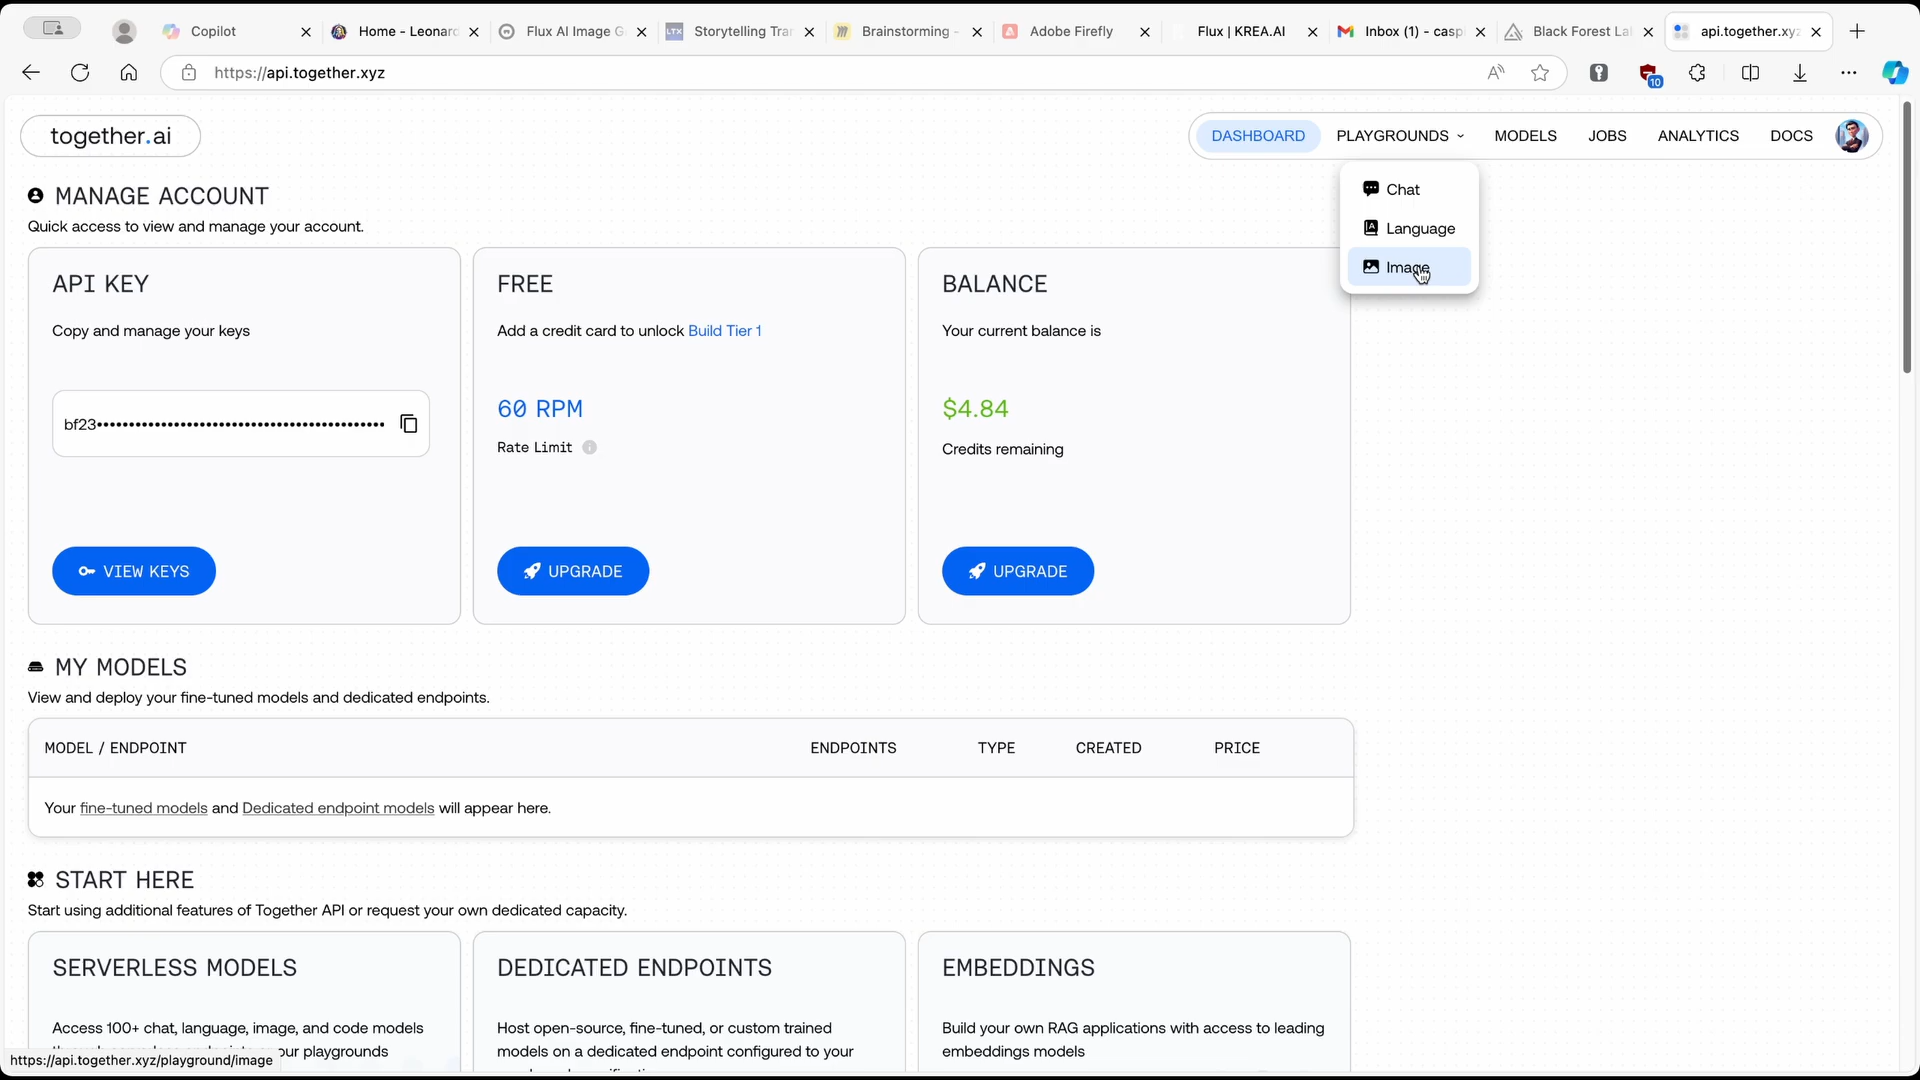 Copilot
Home - Leonard
Flux AI Image G
LTX
Storytelling Tran
Brainstorming -
Adobe Firefly
Flux | KREA.AI
Inbox (1) - casp
Black Forest Lab
api.together.xyz
https://api.together.xyz
10
together.ai
DASHBOARD
PLAYGROUNDS
MODELS
JOBS
ANALYTICS
DOCS
Chat
Language
Image
MANAGE ACCOUNT
Quick access to view and manage your account.
API KEY
Copy and manage your keys
bf23••••••••••••••••••••••••••••••••••••••••••••
VIEW KEYS
FREE
Add a credit card to unlock Build Tier 1
60 RPM
Rate Limit
UPGRADE
BALANCE
Your current balance is
$4.84
Credits remaining
UPGRADE
MY MODELS
View and deploy your fine-tuned models and dedicated endpoints.
MODEL / ENDPOINT ENDPOINTS TYPE CREATED PRICE
Your fine-tuned models and Dedicated endpoint models will appear here.
START HERE
Start using additional features of Together API or request your own dedicated capacity.
SERVERLESS MODELS
Access 100+ chat, language, image, and code models
our playgrounds
DEDICATED ENDPOINTS
Host open-source, fine-tuned, or custom trained
models on a dedicated endpoint configured to your
EMBEDDINGS
Build your own RAG applications with access to leading
embeddings models
https://api.together.xyz/playground/image